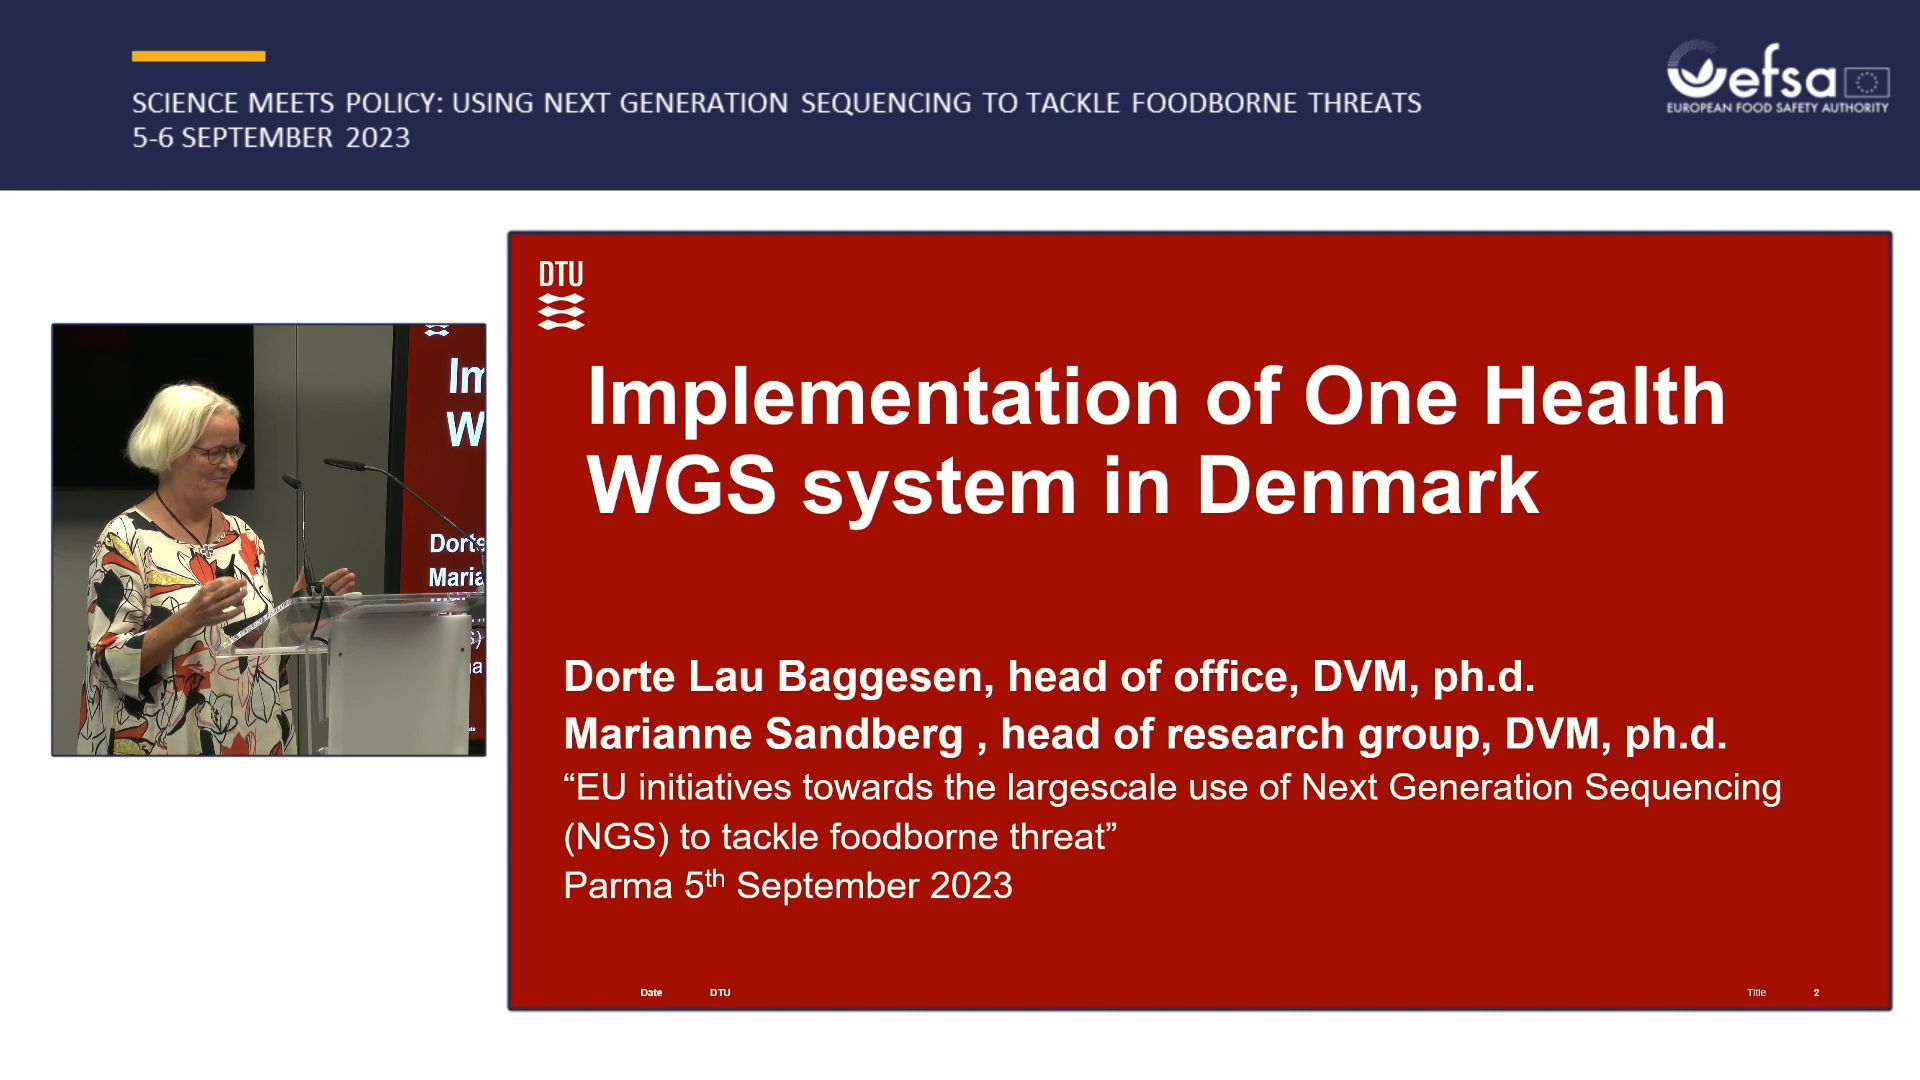 SCIENCE MEETS POLICY: USING NEXT GENERATION SEQUENCING TO TACKLE FOODBORNE THREATS
5-6 SEPTEMBER 2023
efsa
EUROPEAN FOOD SAFETY AUTHORITY
DTU
Implementation of One Health
WGS system in Denmark
Dorte Lau Baggesen, head of office, DVM, ph.d.
Marianne Sandberg , head of research group, DVM, ph.d.
“EU initiatives towards the largescale use of Next Generation Sequencing
(NGS) to tackle foodborne threat”
Parma 5th September 2023
Date DTU Title 2
Im
W
Dorte
Maria